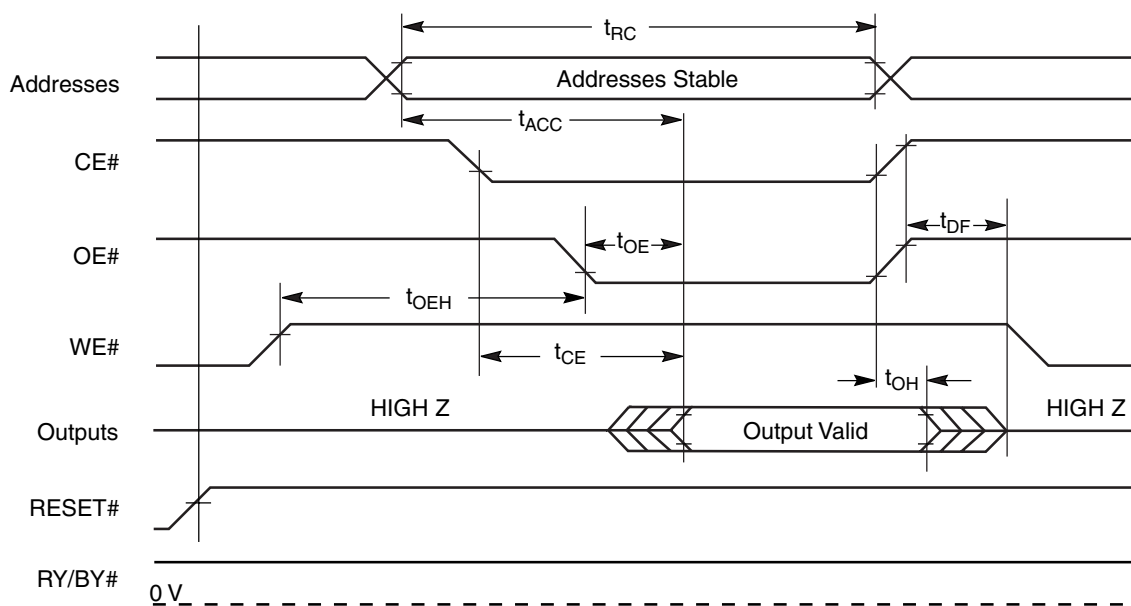 tRC
Addresses
Addresses Stable
tACC
CE#
tDF
OE#
tOE
tOEH
WE#
tCE
tOH
HIGH Z
HIGH Z
Outputs
Output Valid
RESET#
RY/BY#
0 V